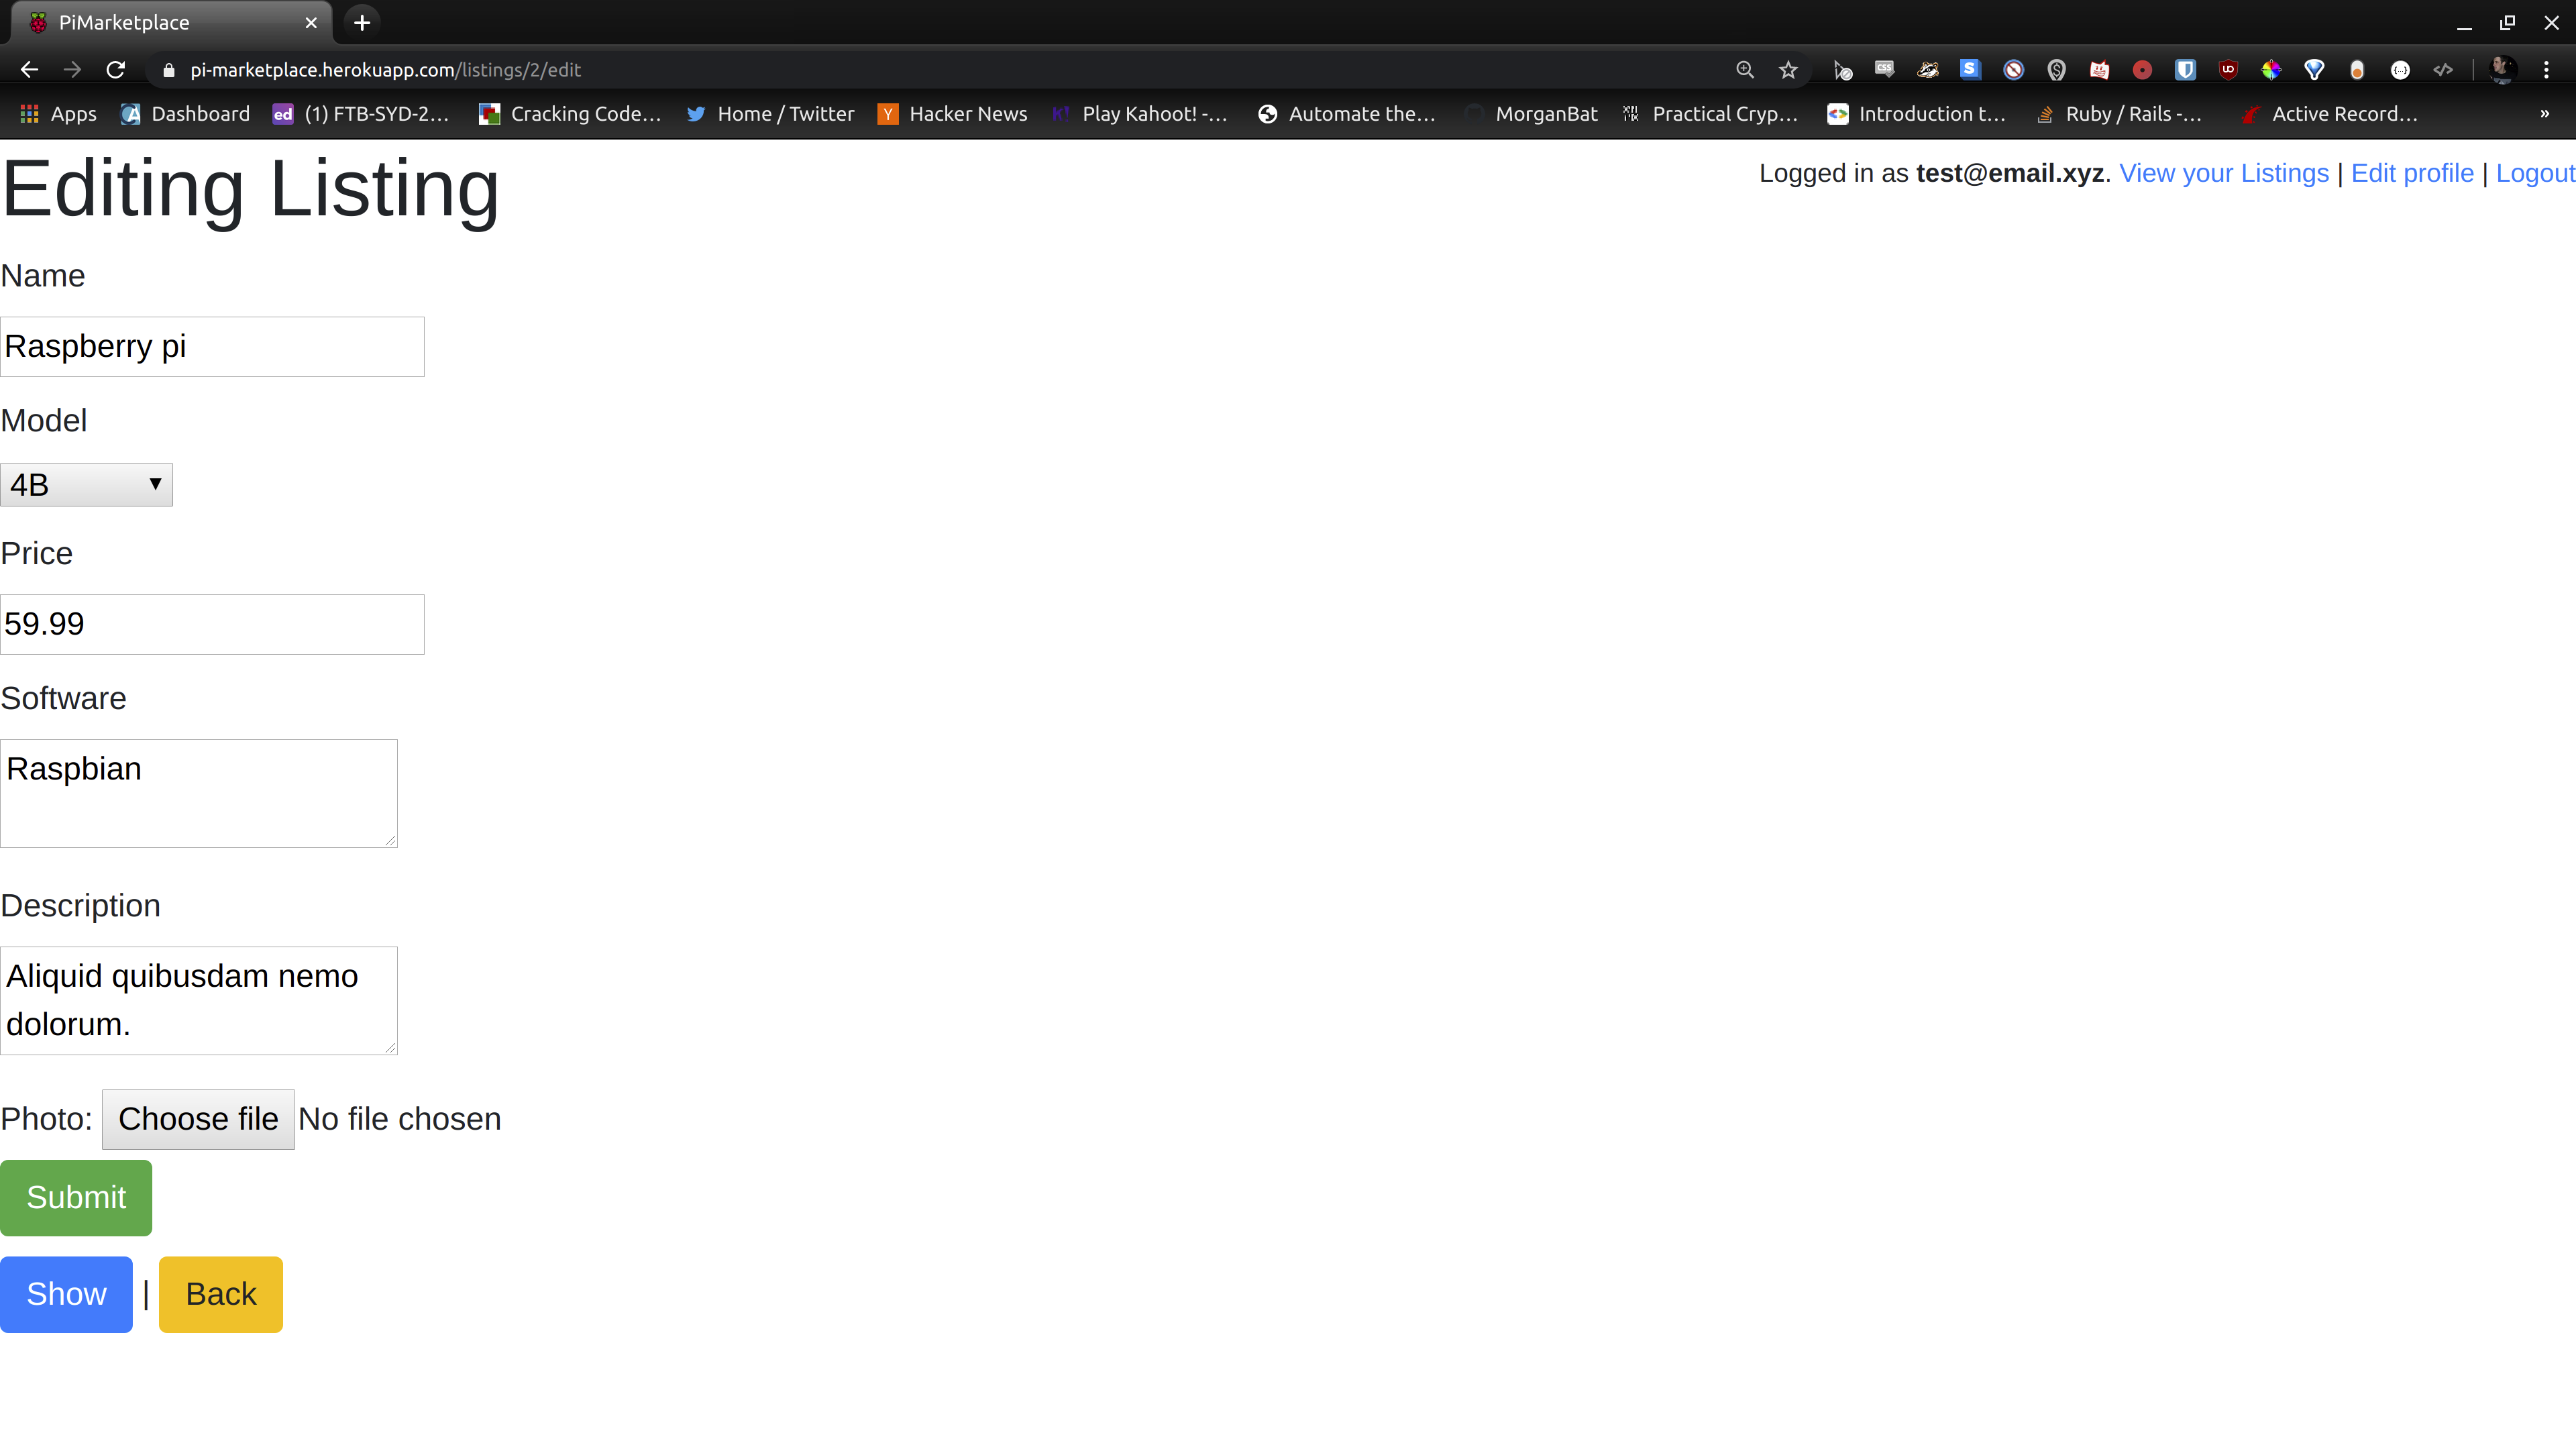 PiMarketplace
pi-marketplace.herokuapp.com/listings/2/edit
Apps Dashboard (1) FTB-SYD-2... Cracking Code... Home / Twitter Hacker News Play Kahoot! -... Automate the... MorganBat Practical Cryp... Introduction t... Ruby / Rails -... Active Record... »
Editing Listing
Logged in as test@email.xyz. View your Listings | Edit profile | Logout
Name
Raspberry pi
Model
4B
Price
59.99
Software
Raspbian
Description
Aliquid quibusdam nemo
dolorum.
Photo: Choose file No file chosen
Submit
Show | Back